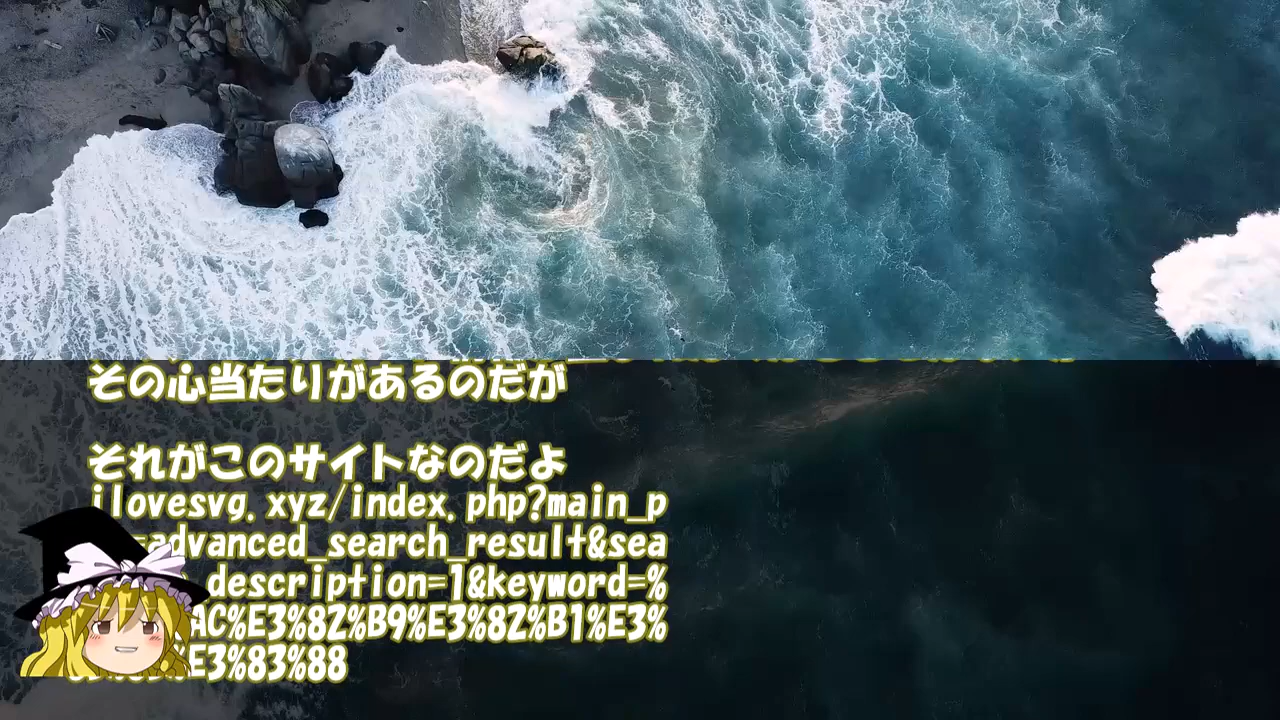 その心当たりがあるのだが
それがこのサイトなのだよ
ilovesvg.xyz/index.php?main_p
=advanced_search_result&sea
description=1&keyword=%
AC%E3%82%B9%E3%82%B1%E3%
E3%83%88